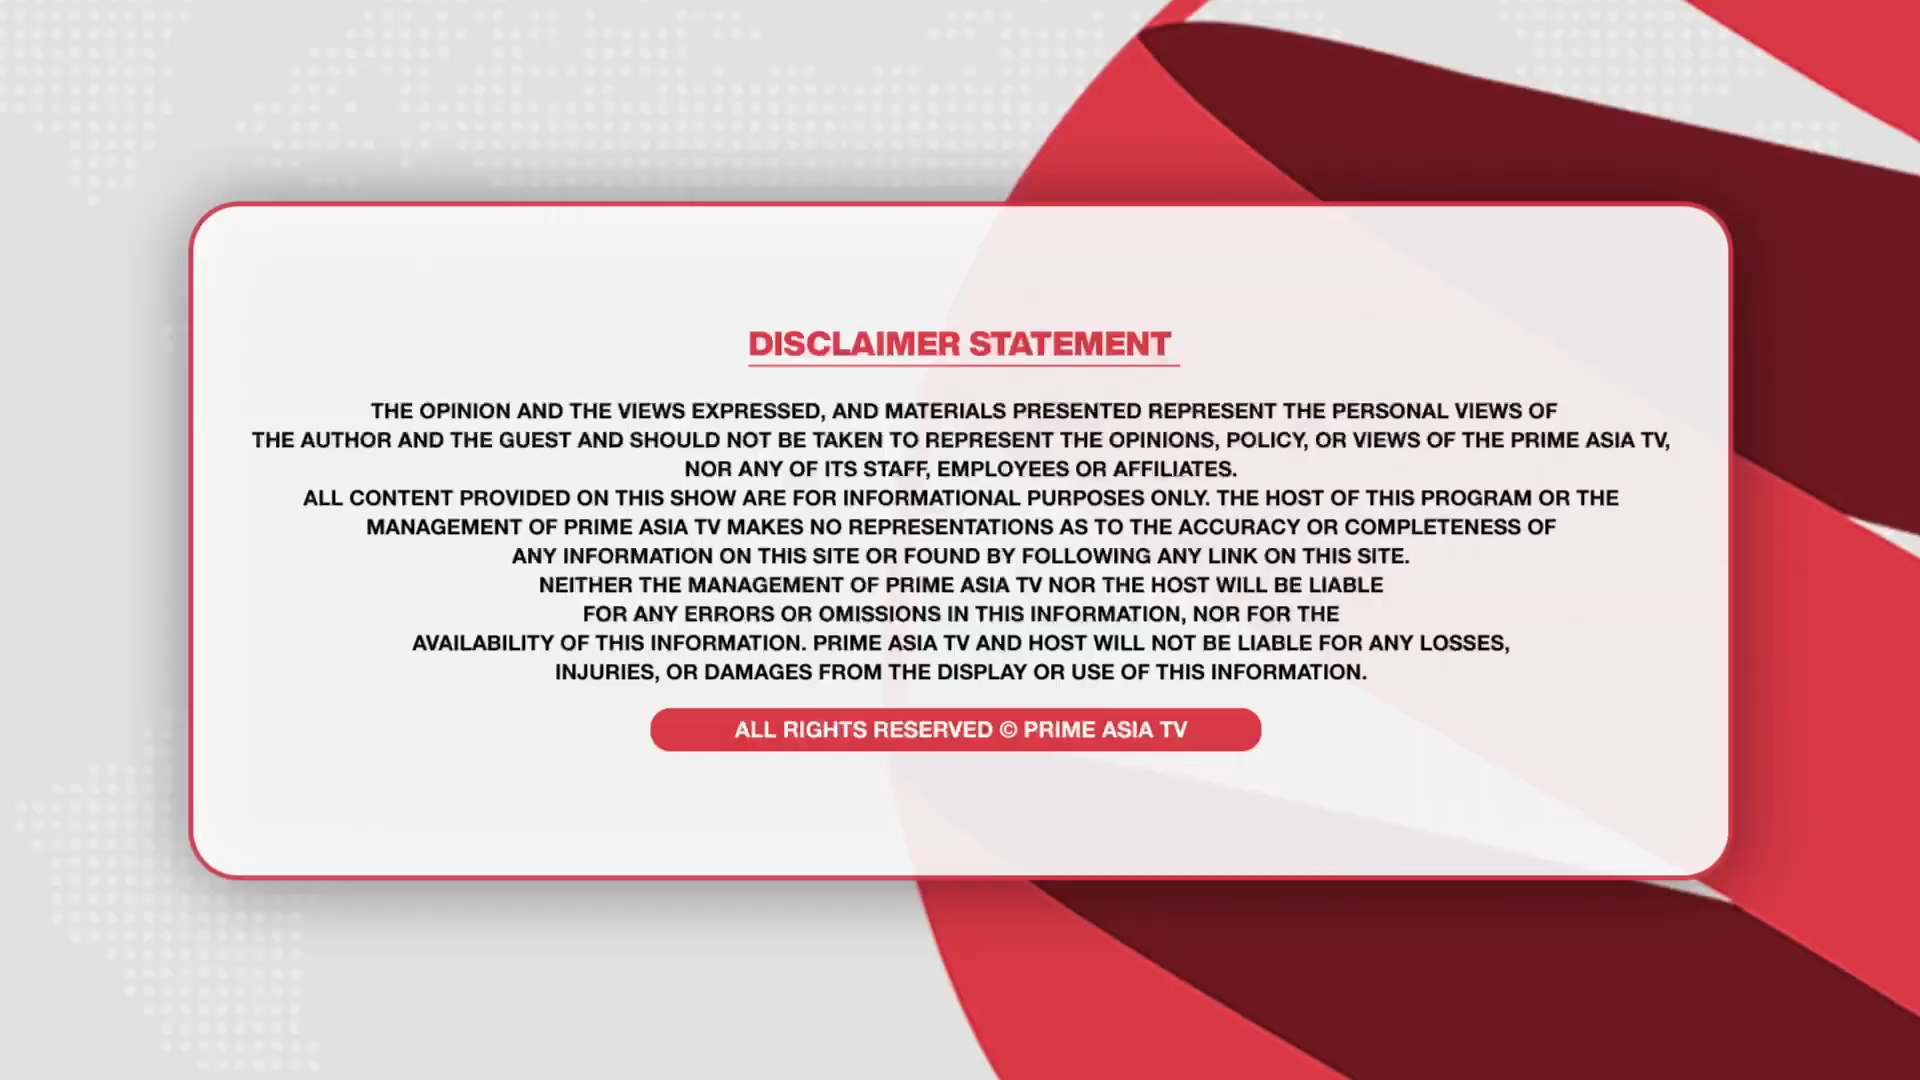 DISCLAIMER STATEMENT
THE OPINION AND THE VIEWS EXPRESSED, AND MATERIALS PRESENTED REPRESENT THE PERSONAL VIEWS OF
THE AUTHOR AND THE GUEST AND SHOULD NOT BE TAKEN TO REPRESENT THE OPINIONS, POLICY, OR VIEWS OF THE PRIME ASIA TV,
NOR ANY OF ITS STAFF, EMPLOYEES OR AFFILIATES.
ALL CONTENT PROVIDED ON THIS SHOW ARE FOR INFORMATIONAL PURPOSES ONLY. THE HOST OF THIS PROGRAM OR THE
MANAGEMENT OF PRIME ASIA TV MAKES NO REPRESENTATIONS AS TO THE ACCURACY OR COMPLETENESS OF
ANY INFORMATION ON THIS SITE OR FOUND BY FOLLOWING ANY LINK ON THIS SITE.
NEITHER THE MANAGEMENT OF PRIME ASIA TV NOR THE HOST WILL BE LIABLE
FOR ANY ERRORS OR OMISSIONS IN THIS INFORMATION, NOR FOR THE
AVAILABILITY OF THIS INFORMATION. PRIME ASIA TV AND HOST WILL NOT BE LIABLE FOR ANY LOSSES,
INJURIES, OR DAMAGES FROM THE DISPLAY OR USE OF THIS INFORMATION.
ALL RIGHTS RESERVED © PRIME ASIA TV